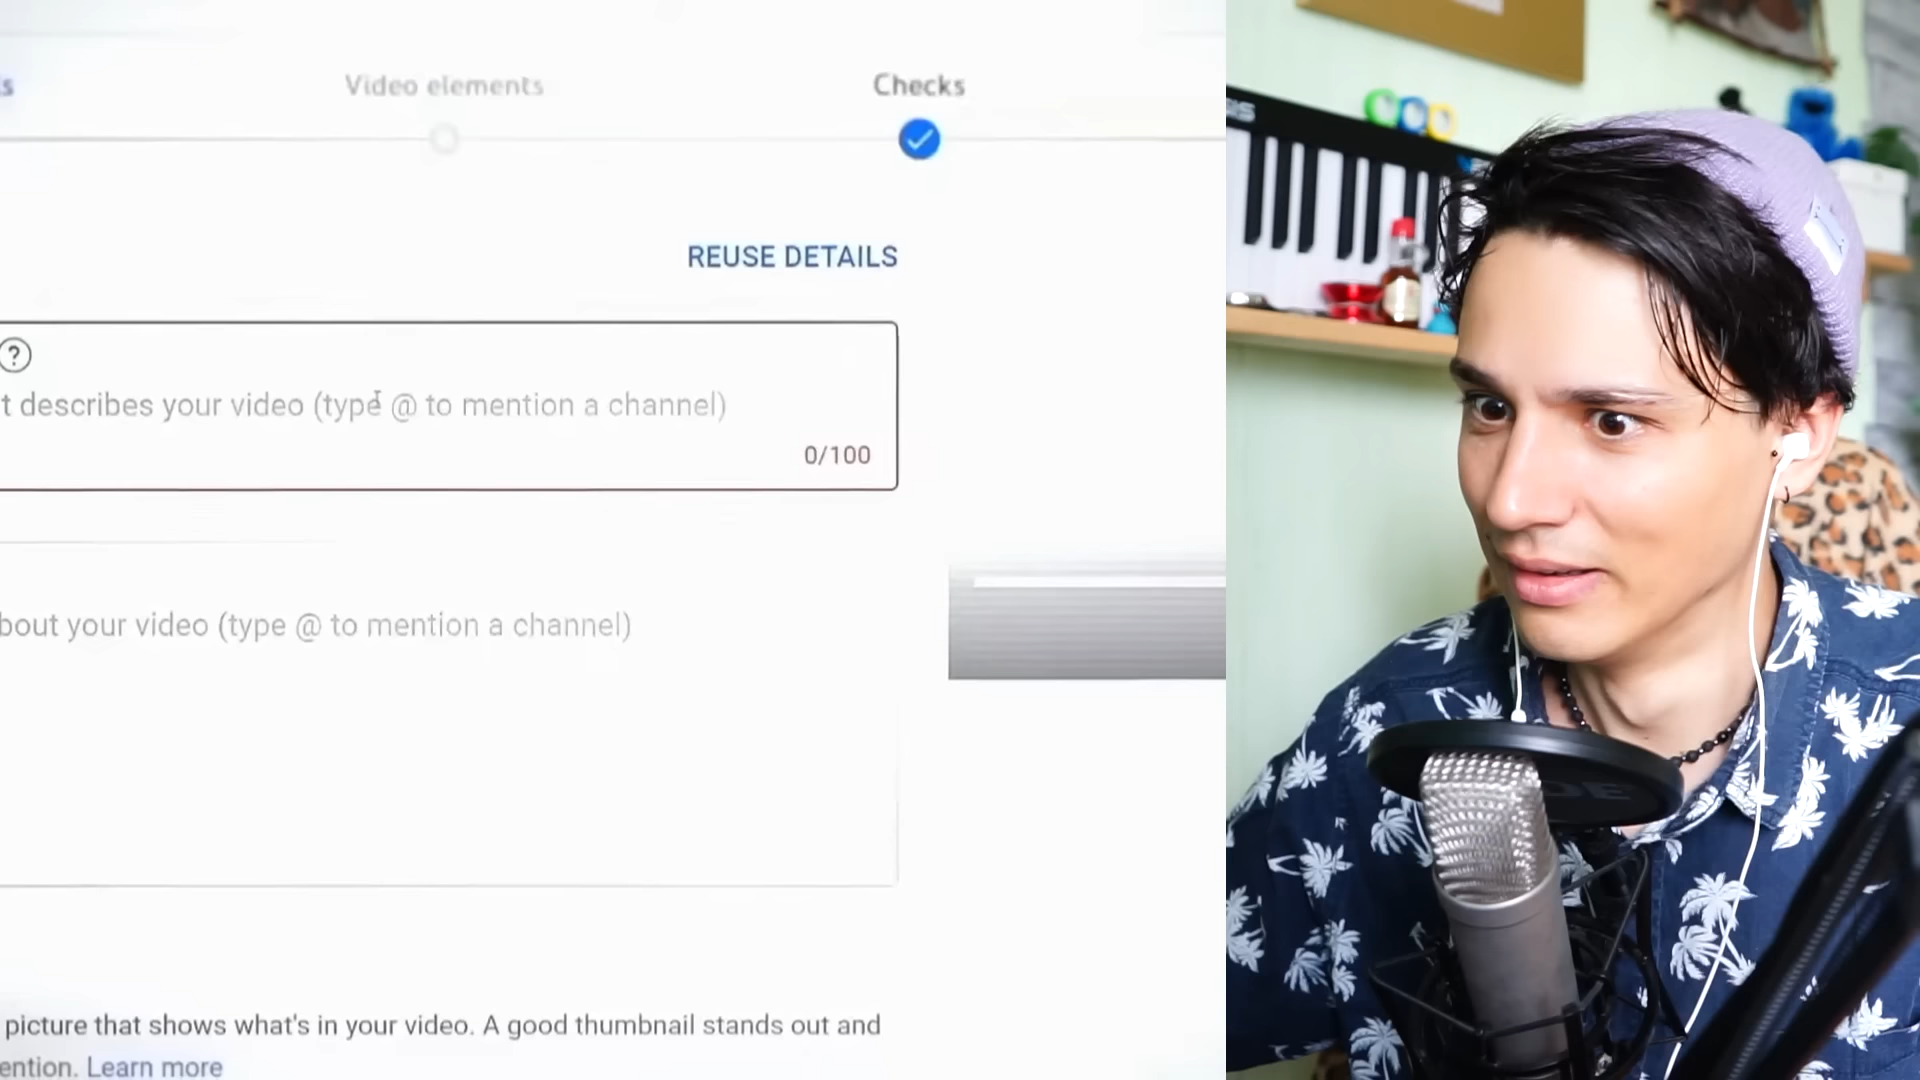 Video elements
Checks
REUSE DETAILS
t describes your video (type @ to mention a channel)
0/100
bout your video (type @ to mention a channel)
picture that shows what's in your video. A good thumbnail stands out and
ention. Learn more